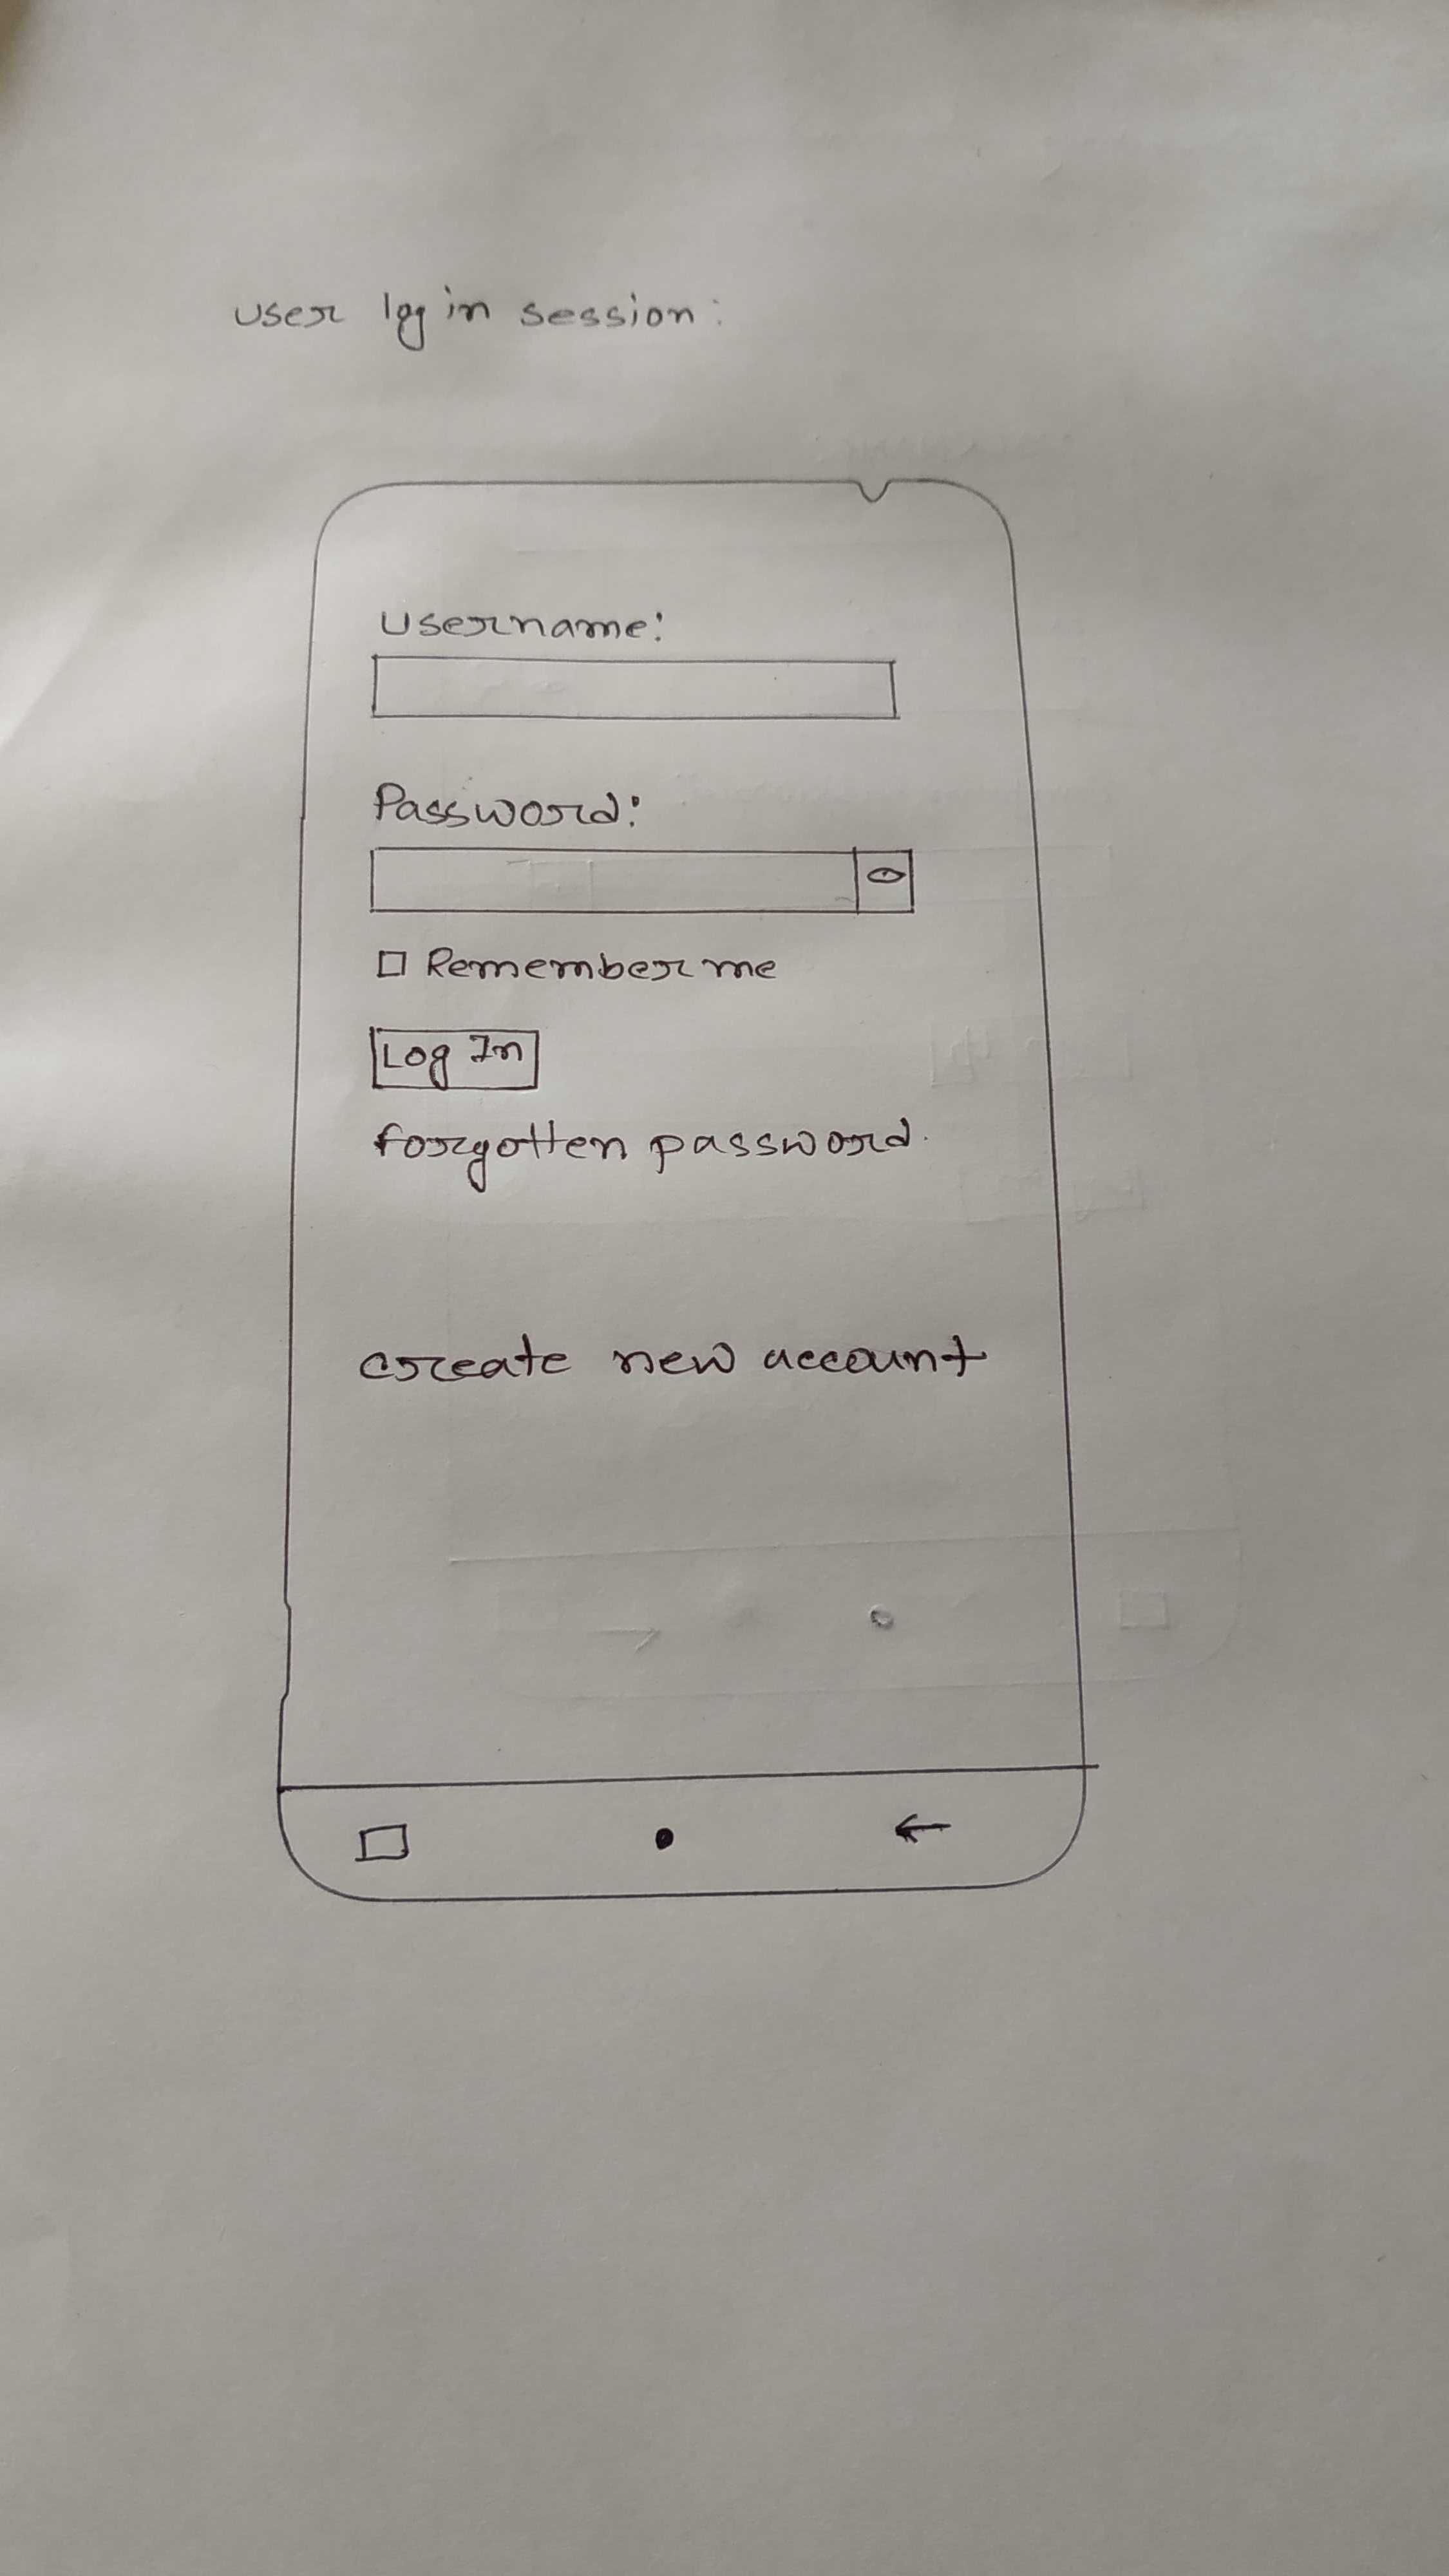 user log in session:
Username:
Password:
Remember me
Log In
forgotten password.
create new account